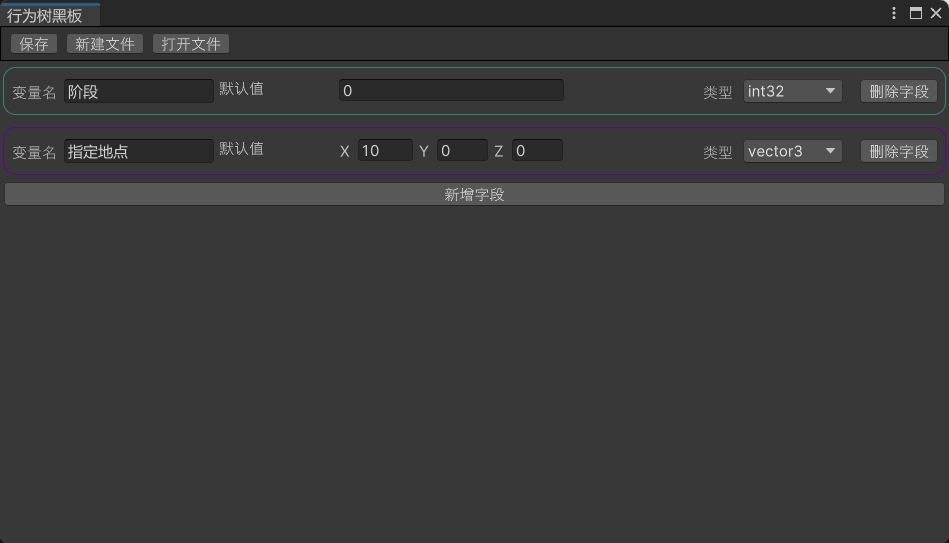 行为树黑板
保存 新建文件 打开文件
变量名 阶段 默认值 0 类型 int32 删除字段
变量名 指定地点 默认值 X 10 Y 0 Z 0 类型 vector3 删除字段
新增字段